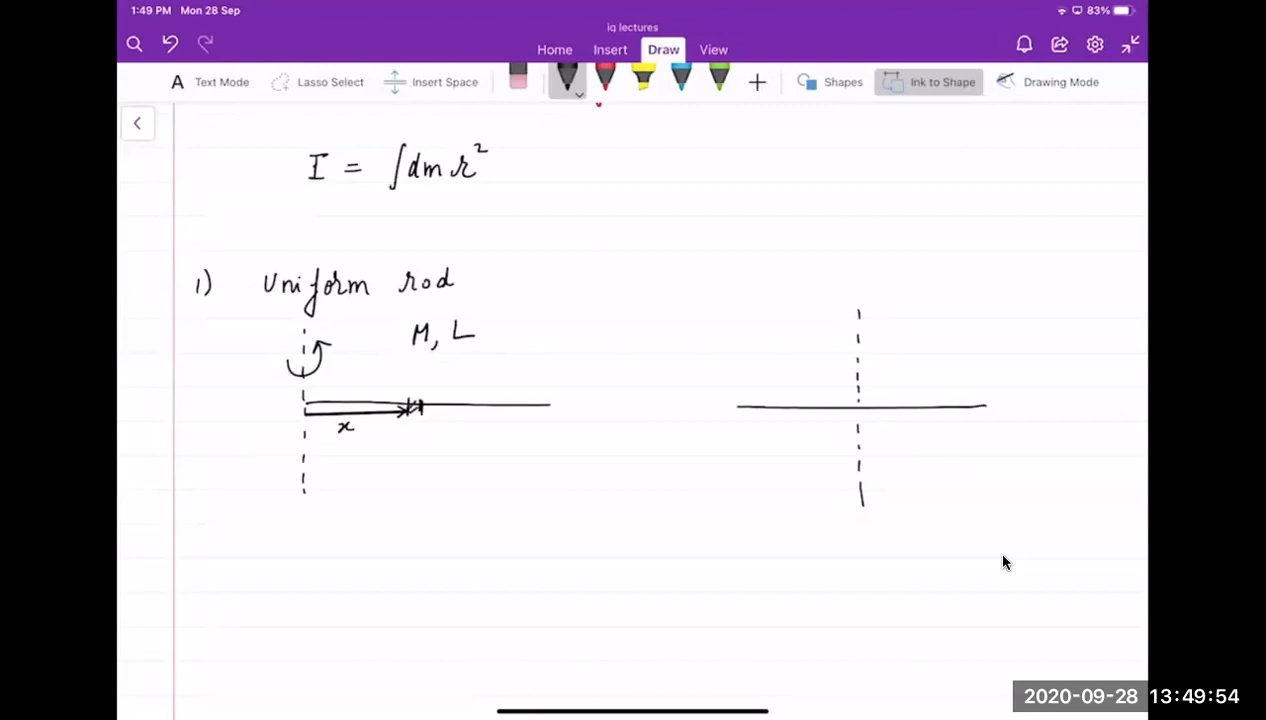 1:49 PM Mon 28 Sep
83%
iq lectures
Home Insert Draw View
A Text Mode Lasso Select Insert Space Shapes Ink to Shape Drawing Mode
I = ∫dm r²
1) Uniform rod
M, L
x
2020-09-28 13:49:54